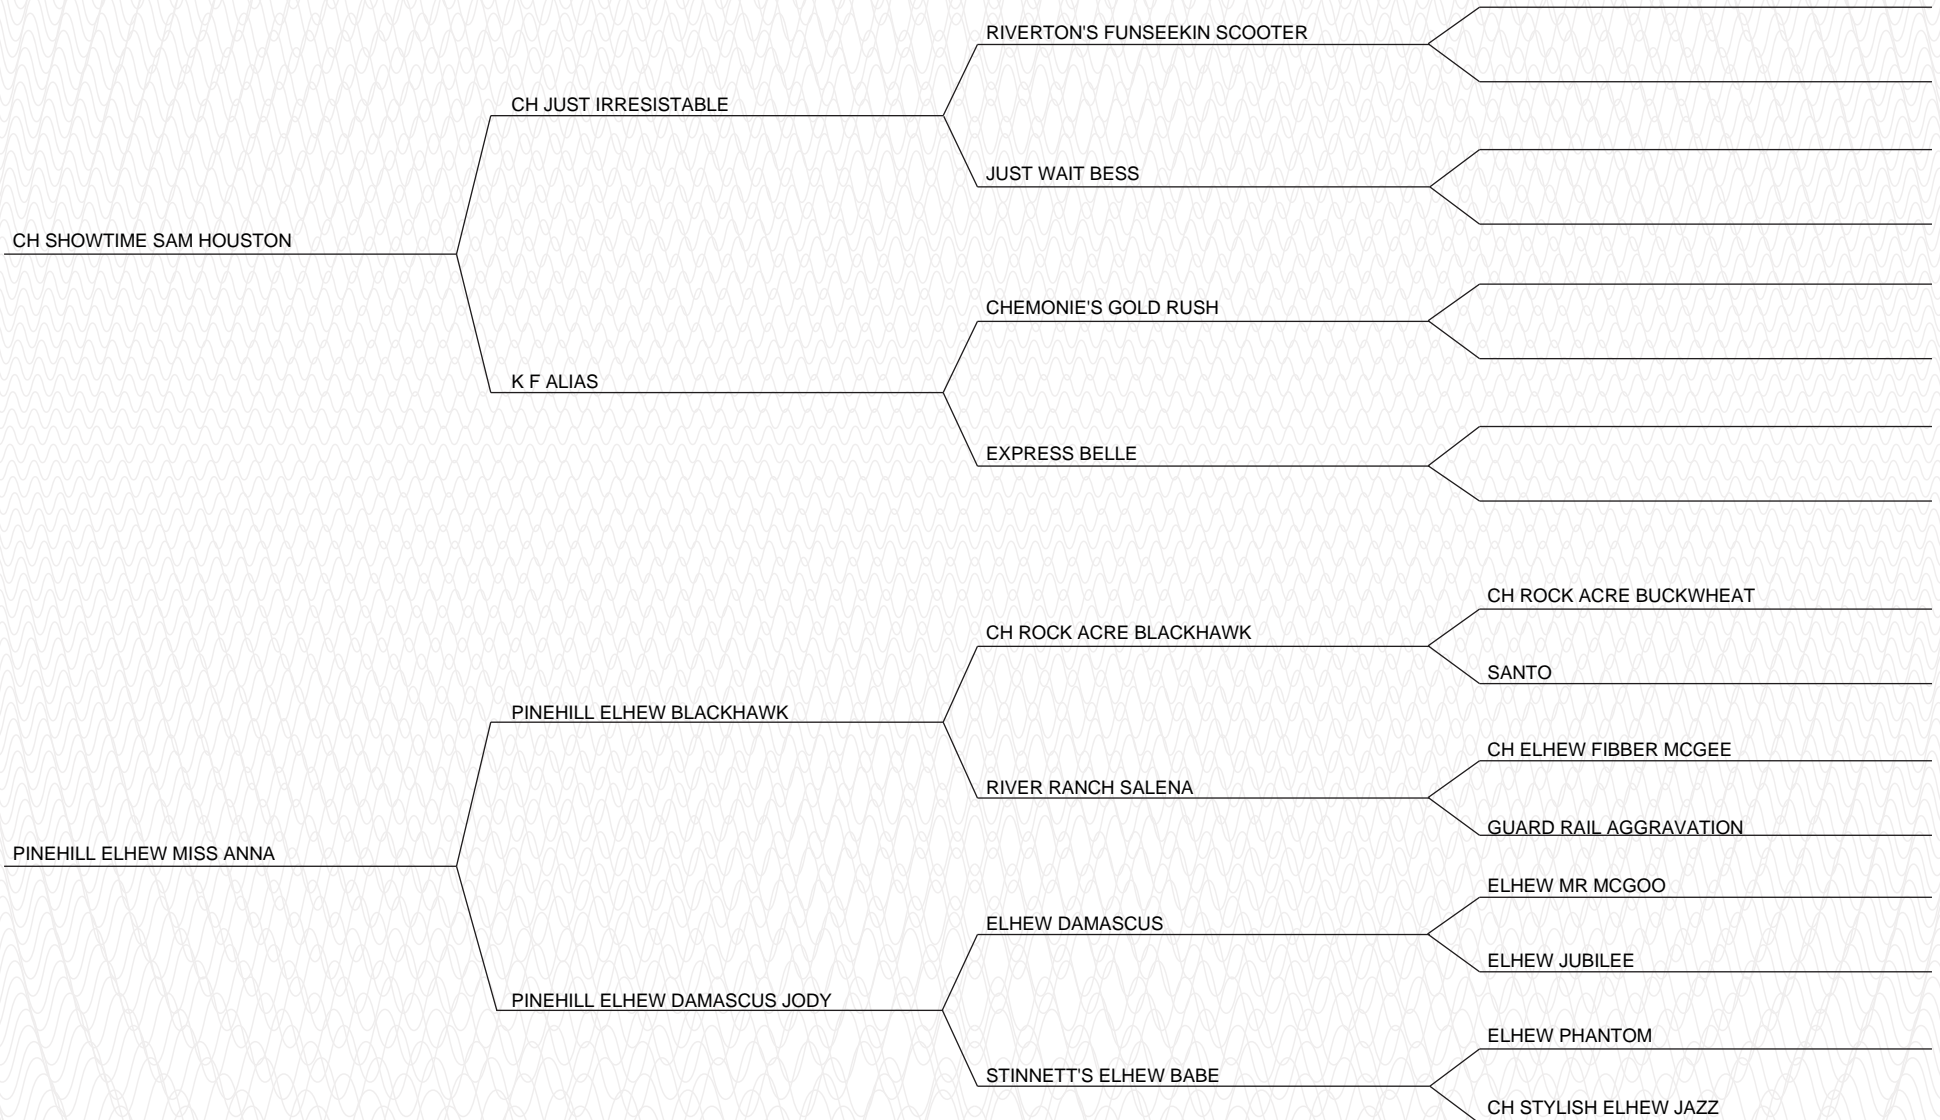 RIVERTON'S FUNSEEKIN SCOOTER
CH JUST IRRESISTABLE
JUST WAIT BESS
CH SHOWTIME SAM HOUSTON
CHEMONIE'S GOLD RUSH
K F ALIAS
EXPRESS BELLE
CH ROCK ACRE BUCKWHEAT
CH ROCK ACRE BLACKHAWK
SANTO
PINEHILL ELHEW BLACKHAWK
CH ELHEW FIBBER MCGEE
RIVER RANCH SALENA
GUARD RAIL AGGRAVATION
PINEHILL ELHEW MISS ANNA
ELHEW MR MCGOO
ELHEW DAMASCUS
ELHEW JUBILEE
PINEHILL ELHEW DAMASCUS JODY
ELHEW PHANTOM
STINNETT'S ELHEW BABE
CH STYLISH ELHEW JAZZ